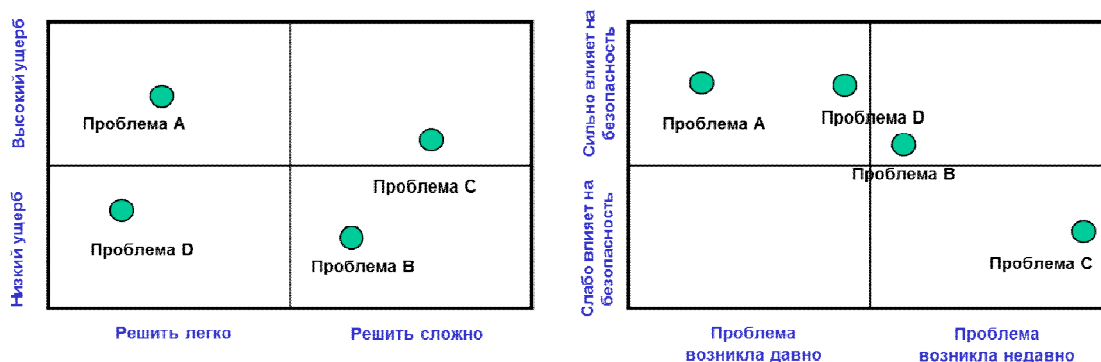 Высокий ущерб
Низкий ущерб
Проблема A
Проблема C
Проблема D
Проблема B
Решить легко
Решить сложно
Сильно влияет на
безопасность
Слабо влияет на
безопасность
Проблема A
Проблема D
Проблема B
Проблема C
Проблема
возникла давно
Проблема
возникла недавно